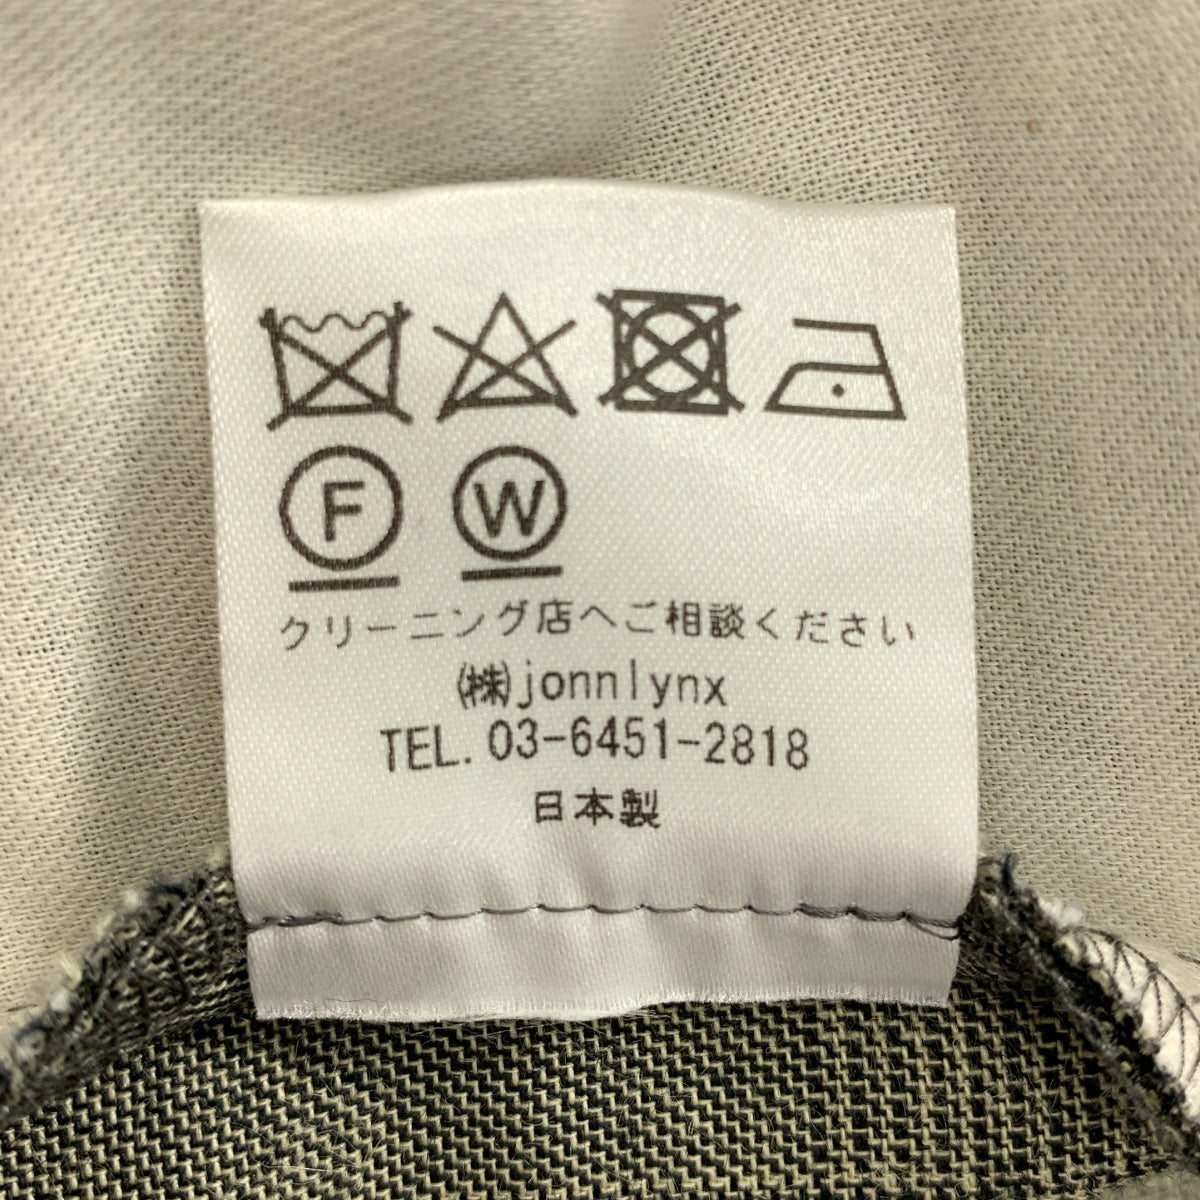 F W
クリーニング店へご相談ください
㈱jonnlynx
TEL. 03-6451-2818
日本製